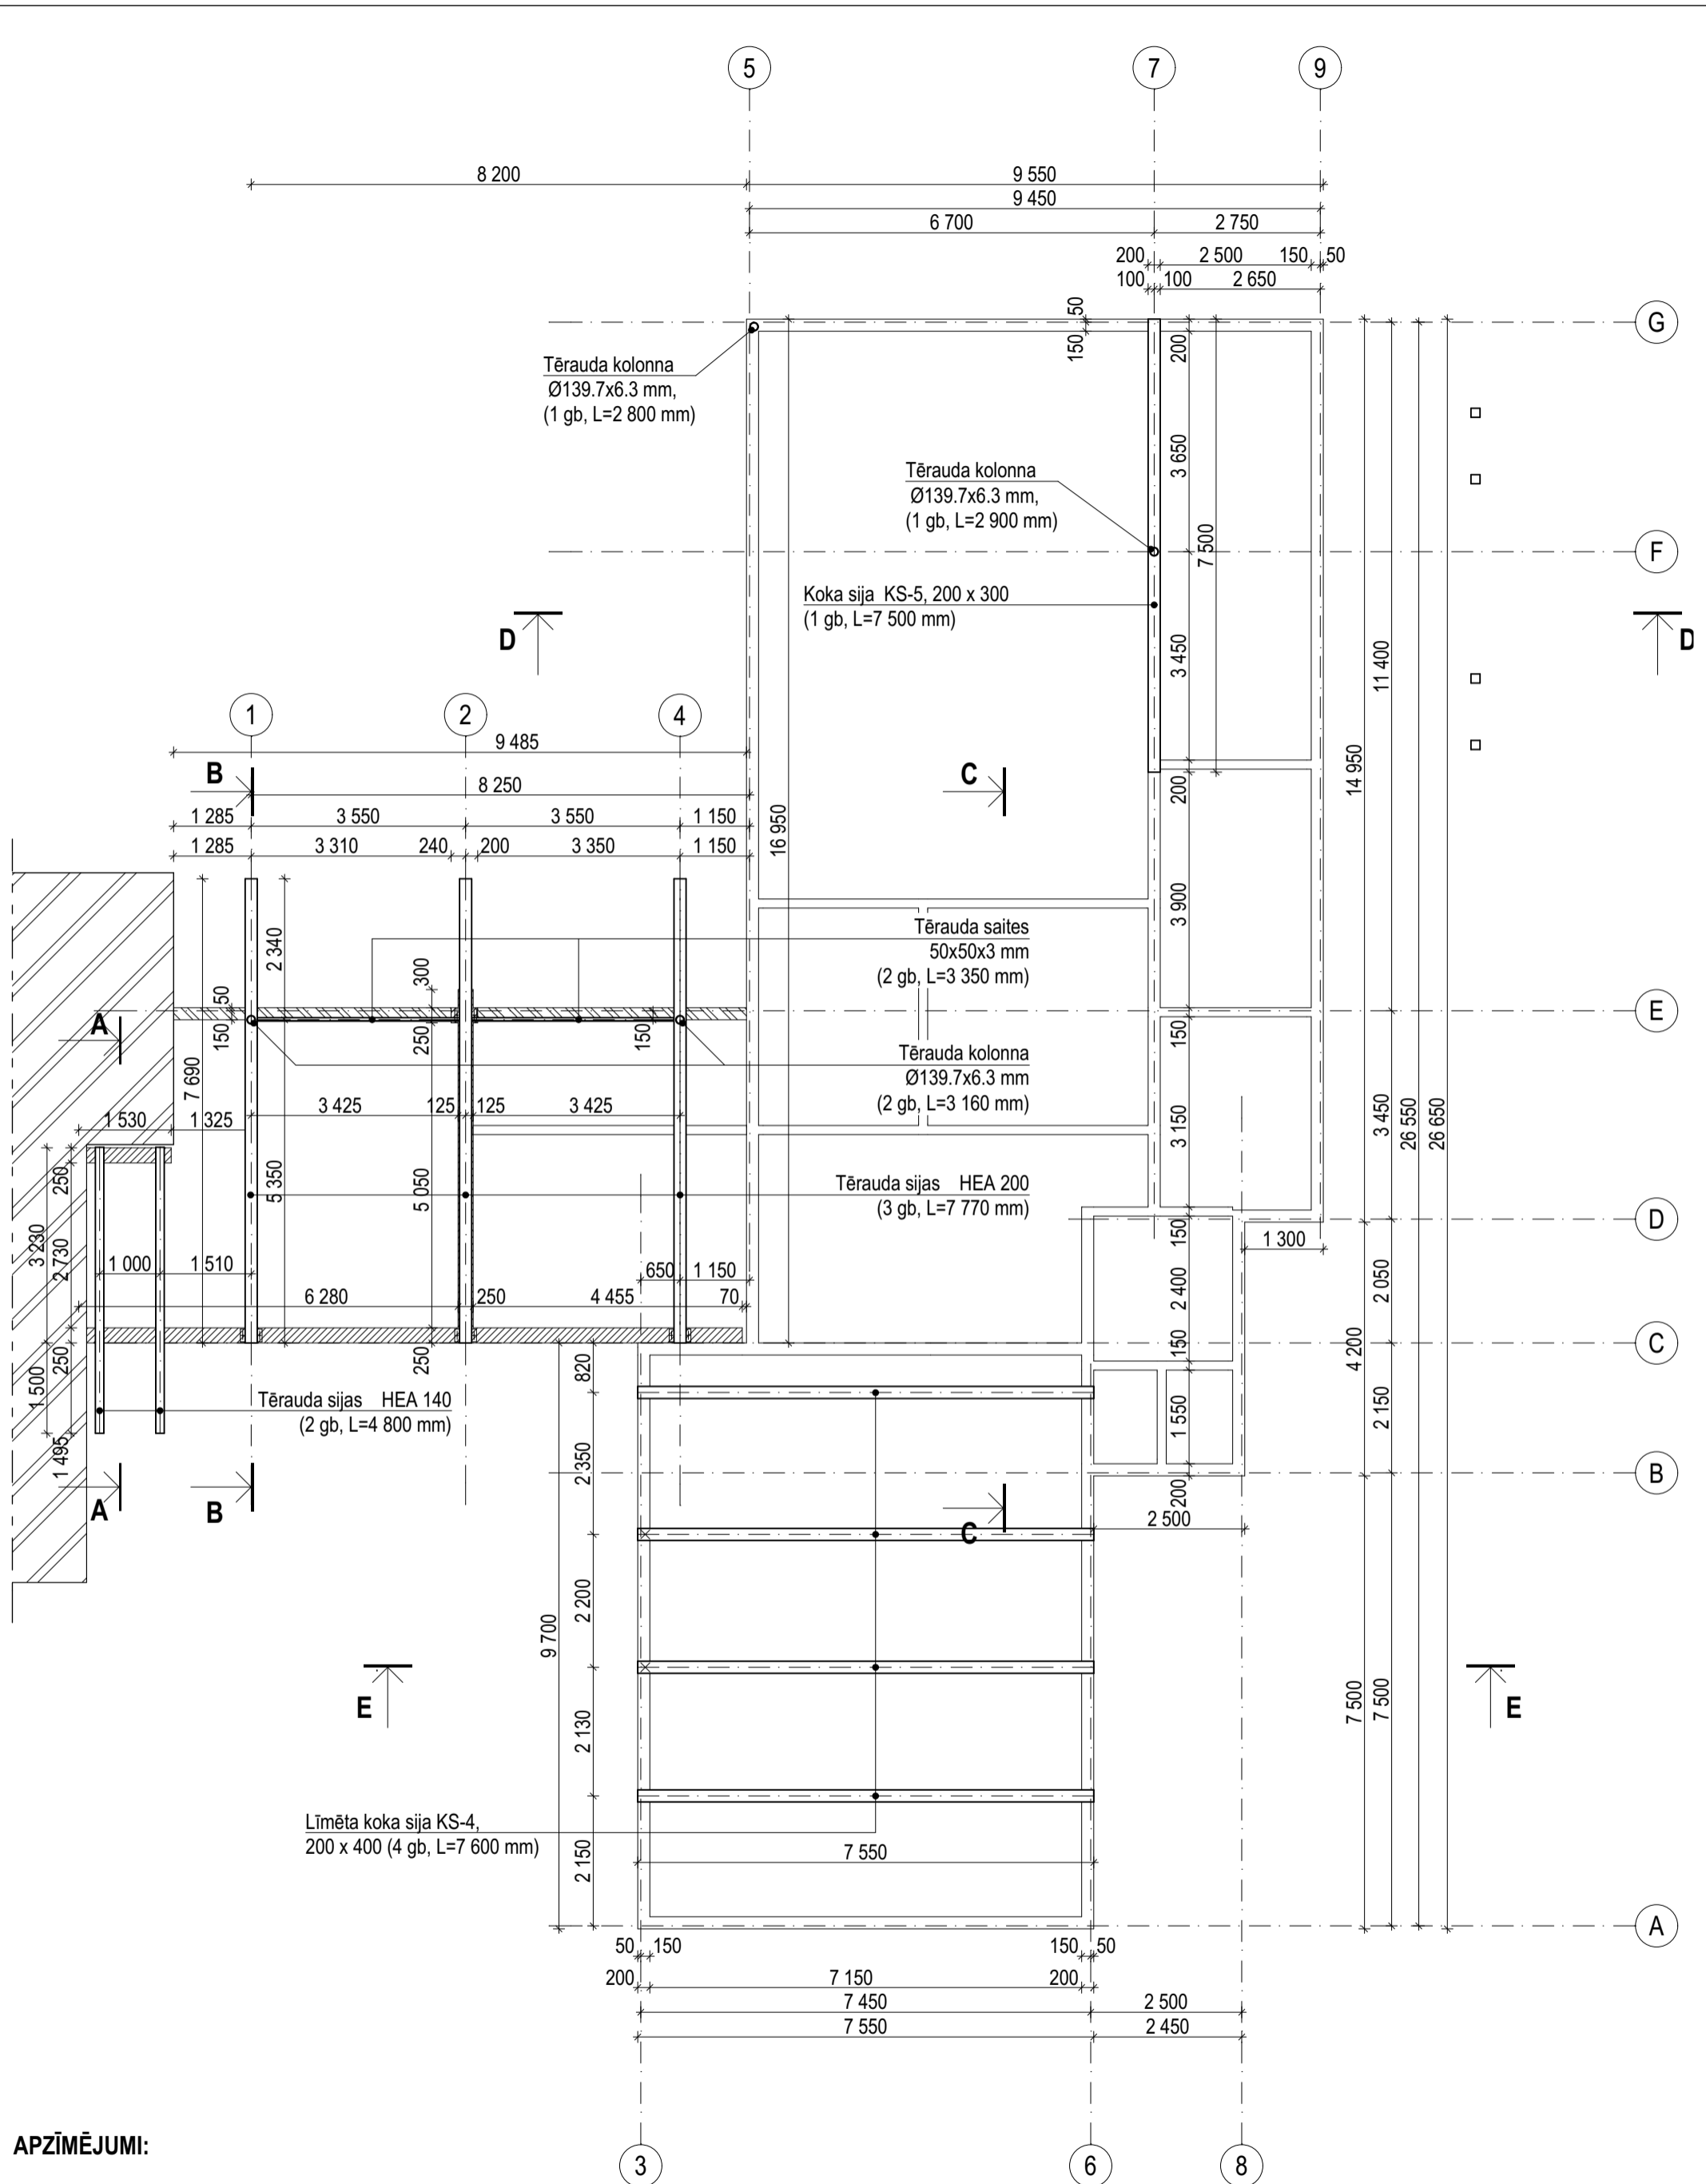 5
7
9
8 200
9 550
9 450
6 700
2 750
200
2 500
150
50
100
100
2 650
G
50
150
200
Tērauda kolonna
Ø139.7x6.3 mm,
(1 gb, L=2 800 mm)
3 650
Tērauda kolonna
Ø139.7x6.3 mm,
(1 gb, L=2 900 mm)
7 500
F
Koka sija KS-5, 200 x 300
(1 gb, L=7 500 mm)
D
D
3 450
11 400
1
2
4
9 485
B
C
8 250
14 950
200
1 285
3 550
3 550
1 150
16 950
1 285
3 310
240
200
3 350
1 150
3 900
Tērauda saites
50x50x3 mm
(2 gb, L=3 350 mm)
2 340
300
50
150
250
150
A
E
7 690
150
Tērauda kolonna
Ø139.7x6.3 mm
(2 gb, L=3 160 mm)
3 425
125
125
3 425
1 530
1 325
3 150
3 450
26 550
26 650
250
5 350
5 050
Tērauda sijas HEA 200
(3 gb, L=7 770 mm)
D
3 230
2 730
150
1 300
1 000
1 510
650
1 150
2 400
2 050
6 280
250
4 455
70
150
C
4 200
250
1 500
250
820
Tērauda sijas HEA 140
(2 gb, L=4 800 mm)
1 550
2 150
1 495
2350
B
A
B
200
C
2 500
2 200
9 700
E
E
7 500
7 500
2 130
Līmēta koka sija KS-4,
200 x 400 (4 gb, L=7 600 mm)
2 150
7 550
A
50
150
150
50
200
7 150
200
7 450
2 500
7 550
2 450
APZĪMĒJUMI:
3
6
8